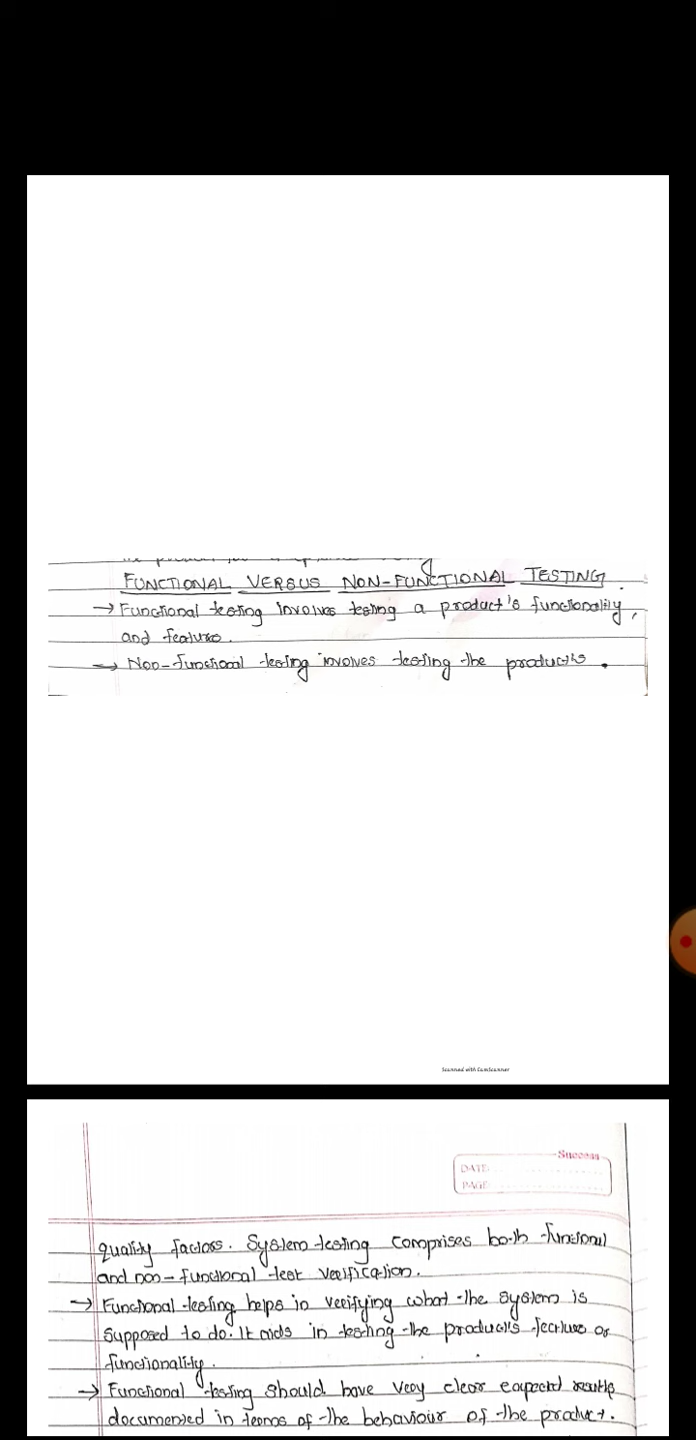 FUNCTIONAL VERSUS NON-FUNCTIONAL TESTING.
→ Functional testing involves testing a product's functionality,
and features.
→ Non-functional testing involves testing the product's.
Scanned with CamScanner
Success
DATE:
PAGE:
quality factors. System testing comprises both functional
and non-functional test verification.
→ Functional testing helps in verifying what the system is
supposed to do. It aids in testing the product's features or
functionality.
→ Functional testing should have very clear expected results
documented in terms of the behaviour of the product.